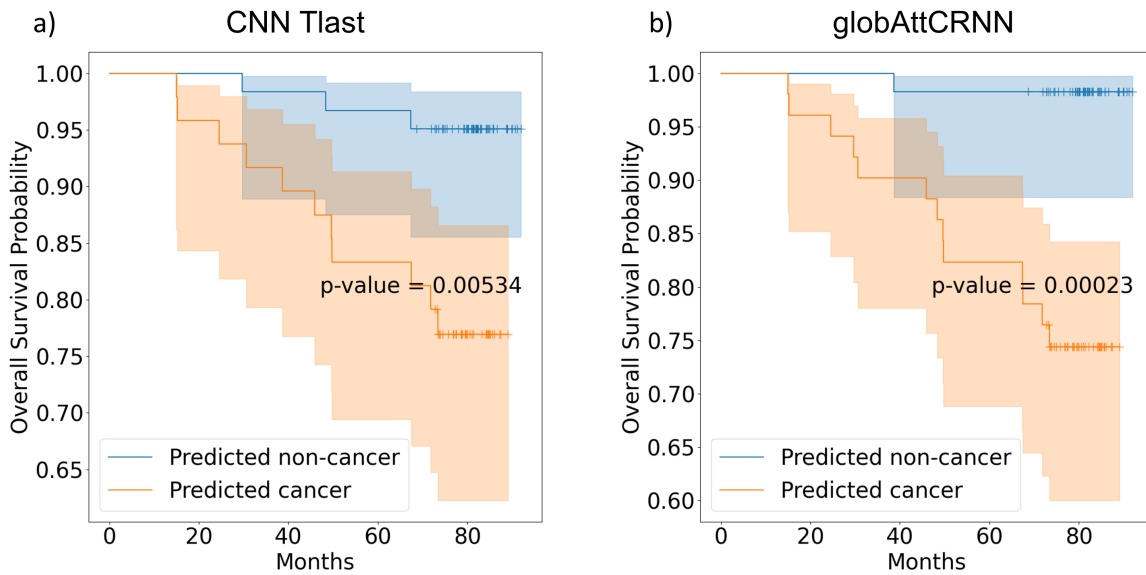 a)
CNN Tlast
Overall Survival Probability
1.00
0.95
0.90
0.85
0.80
0.75
0.70
0.65
p-value = 0.00534
Predicted non-cancer
Predicted cancer
0
20
40
60
80
Months
b)
globAttCRNN
Overall Survival Probability
1.00
0.95
0.90
0.85
0.80
0.75
0.70
0.65
0.60
p-value = 0.00023
Predicted non-cancer
Predicted cancer
0
20
40
60
80
Months